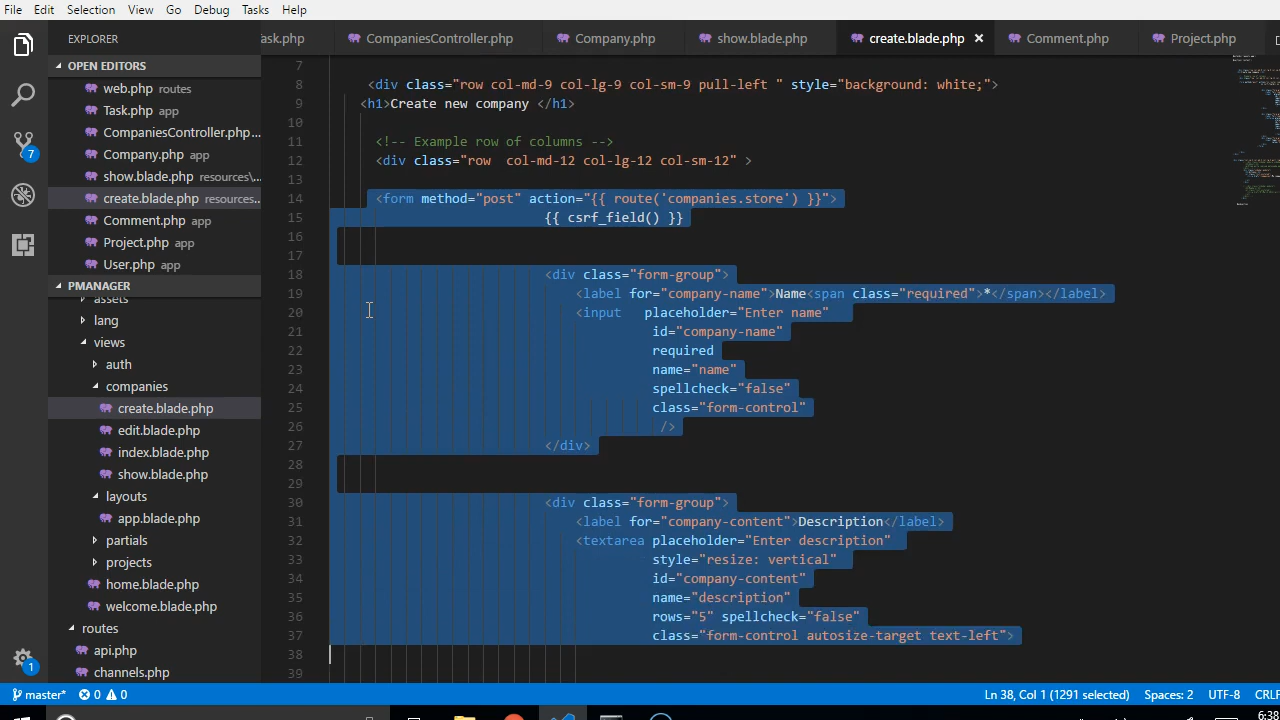 File Edit Selection View Go Debug Tasks Help
EXPLORER
ask.php CompaniesController.php Company.php show.blade.php create.blade.php × Comment.php Project.php
OPEN EDITORS
web.php routes
Task.php app
CompaniesController.php...
Company.php app
show.blade.php resources\...
create.blade.php resources...
Comment.php app
Project.php app
User.php app
PMANAGER
assets
lang
views
auth
companies
create.blade.php
edit.blade.php
index.blade.php
show.blade.php
layouts
app.blade.php
partials
projects
home.blade.php
welcome.blade.php
routes
api.php
channels.php
7
1
7
8 <div class="row col-md-9 col-lg-9 col-sm-9 pull-left " style="background: white;">
9 <h1>Create new company </h1>
10
11 <!-- Example row of columns -->
12 <div class="row  col-md-12 col-lg-12 col-sm-12" >
13
14 <form method="post" action="{{ route('companies.store') }}">
15 {{ csrf_field() }}
16
17
18 <div class="form-group">
19 <label for="company-name">Name<span class="required">*</span></label>
20 <input   placeholder="Enter name"
21 id="company-name"
22 required
23 name="name"
24 spellcheck="false"
25 class="form-control"
26 />
27 </div>
28
29
30 <div class="form-group">
31 <label for="company-content">Description</label>
32 <textarea placeholder="Enter description"
33 style="resize: vertical"
34 id="company-content"
35 name="description"
36 rows="5" spellcheck="false"
37 class="form-control autosize-target text-left">
38
39
master* 0 0 Ln 38, Col 1 (1291 selected) Spaces: 2 UTF-8 CRLF
6:38